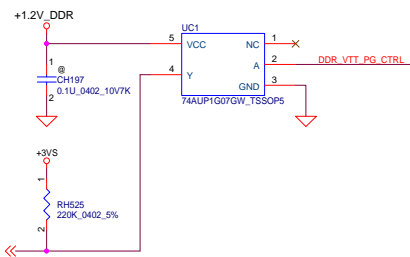 +1.2V_DDR
UC1
5 VCC NC 1
@
1
CH197
0.1U_0402_10V7K
2
4 Y A 2 DDR_VTT_PG_CTRL
GND 3
74AUP1G07GW_TSSOP5
+3VS
1
RH525
220K_0402_5%
2